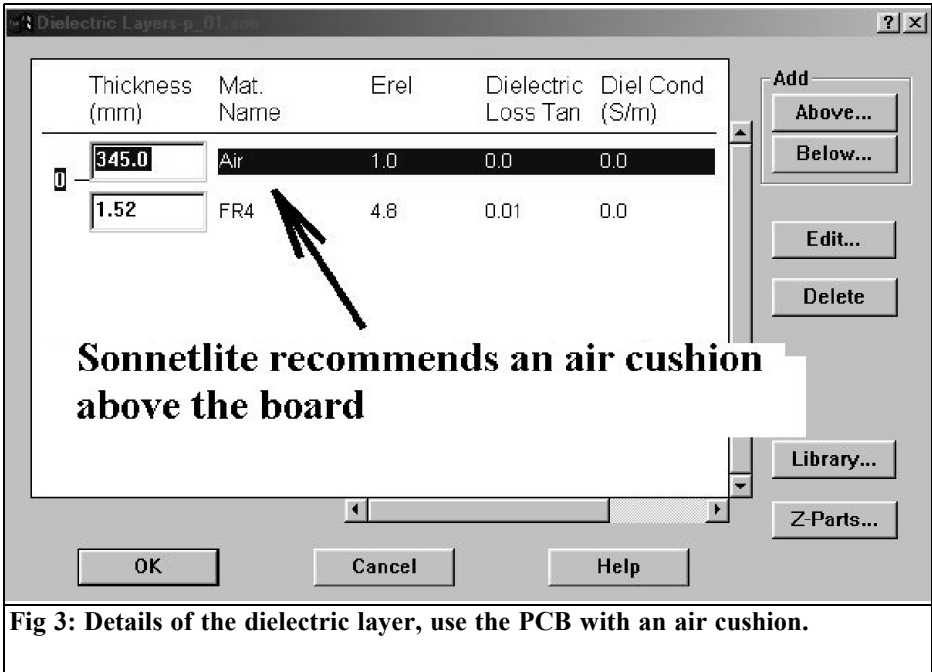 Dielectric Layers-p_01.son
Thickness (mm) Mat. Name Erel Dielectric Loss Tan Diel Cond (S/m)
345.0 Air 1.0 0.0 0.0
0
1.52 FR4 4.8 0.01 0.0
Sonnetlite recommends an air cushion
above the board
Add
Above...
Below...
Edit...
Delete
Library...
Z-Parts...
OK Cancel Help
Fig 3: Details of the dielectric layer, use the PCB with an air cushion.